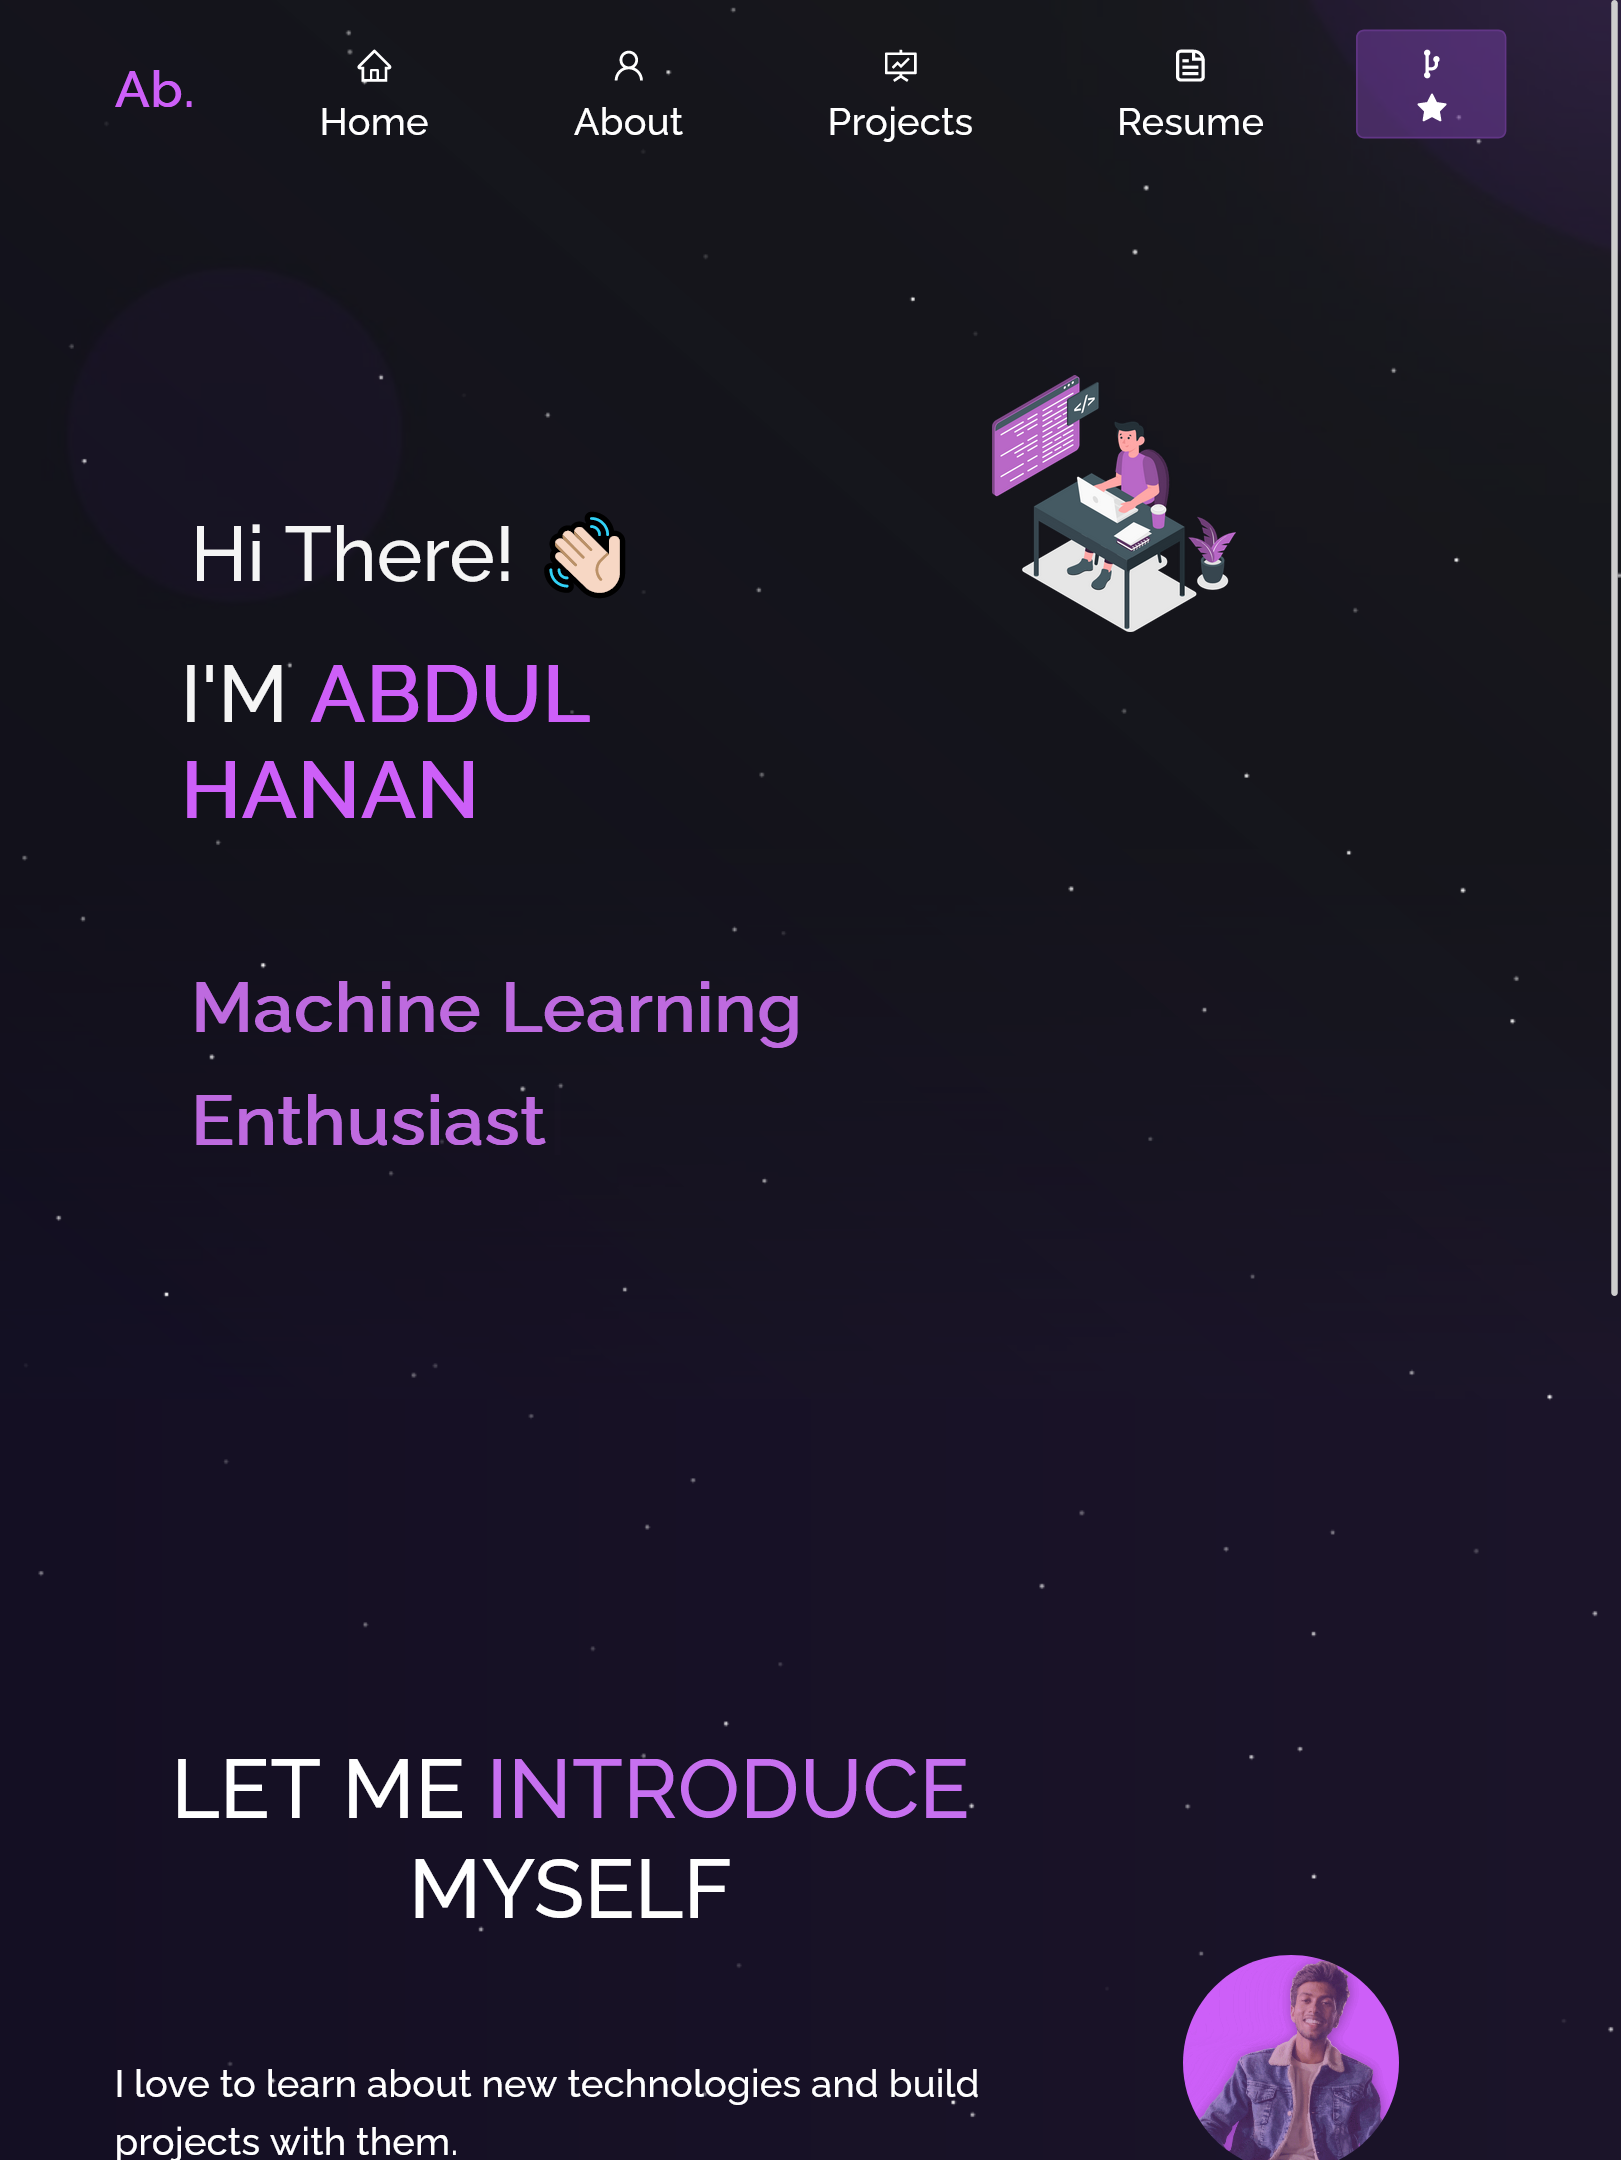 Ab.
Home
About
Projects
Resume
</>
Hi There!
I'M ABDUL
HANAN
Machine Learning
Enthusiast
LET ME INTRODUCE
MYSELF
I love to learn about new technologies and build
projects with them.